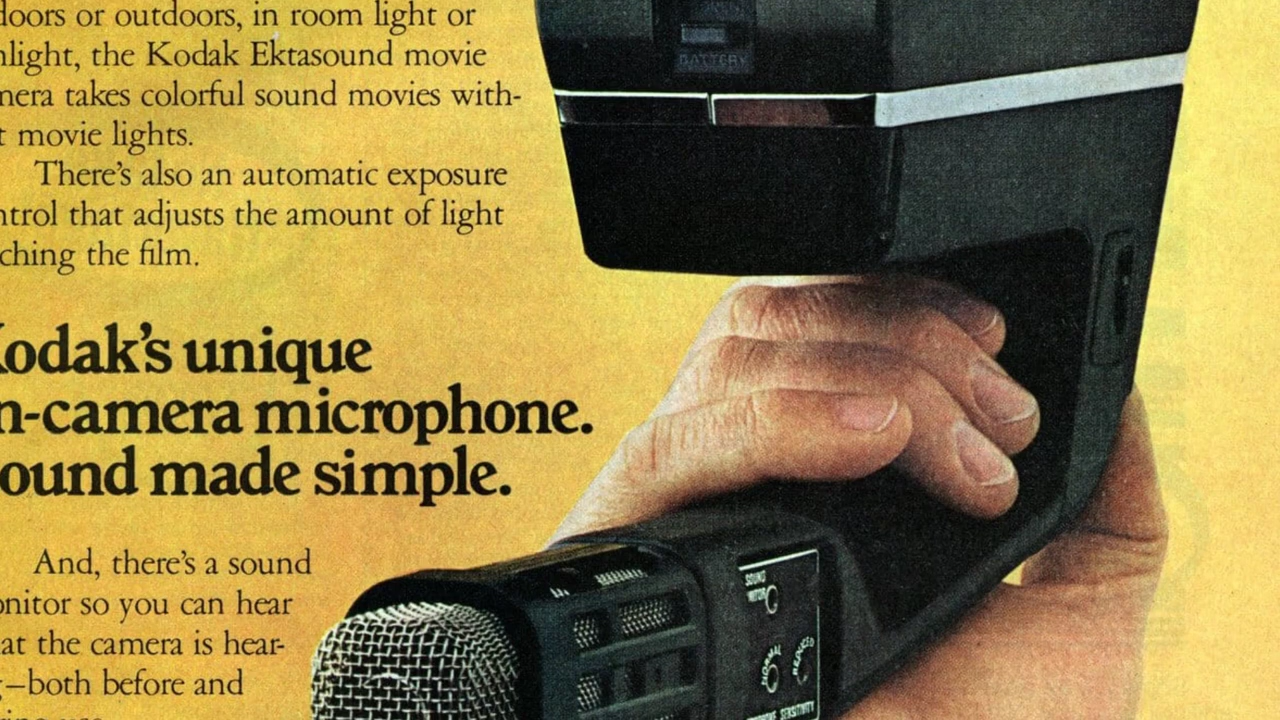 doors or outdoors, in room light or
nlight, the Kodak Ektasound movie
mera takes colorful sound movies with-
t movie lights.
There's also an automatic exposure
ntrol that adjusts the amount of light
ching the film.
Kodak's unique
n-camera microphone.
ound made simple.
And, there's a sound
onitor so you can hear
at the camera is hear-
g—both before and
BATTERY
SOUND
NORMAL REDUCED
SENSITIVITY